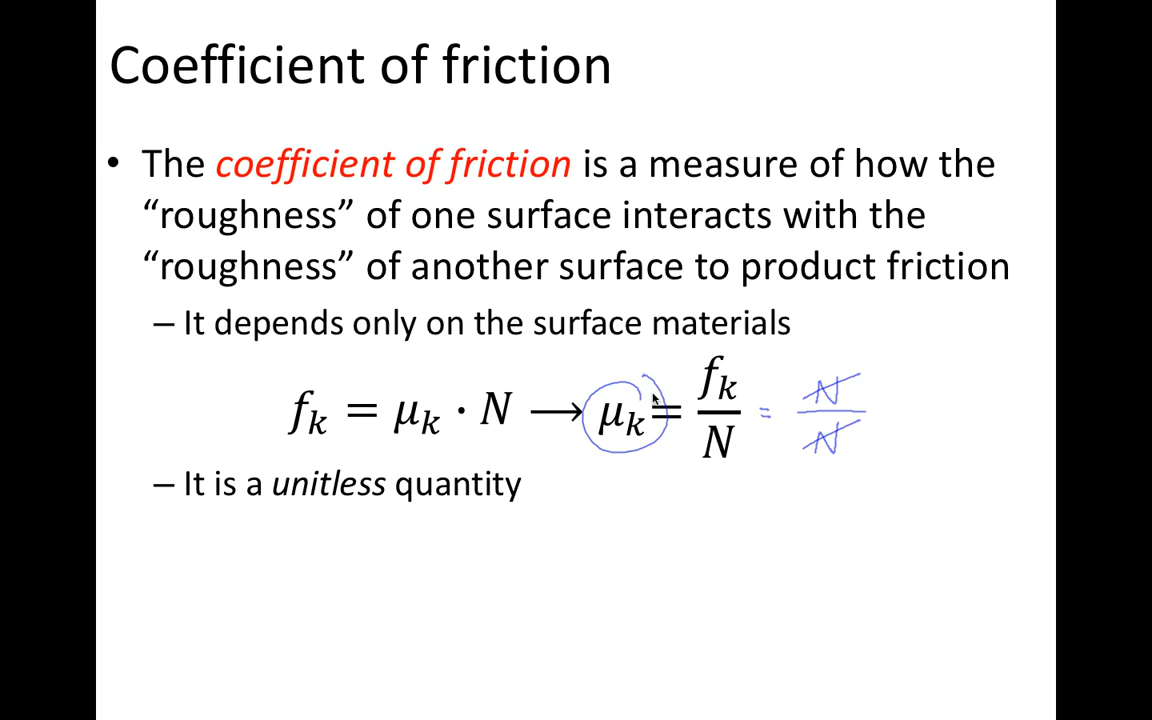 Coefficient of friction
• The coefficient of friction is a measure of how the
“roughness” of one surface interacts with the
“roughness” of another surface to product friction
– It depends only on the surface materials
f_k = μ_k · N ⟶ μ_k = f_k / N = N / N
– It is a unitless quantity